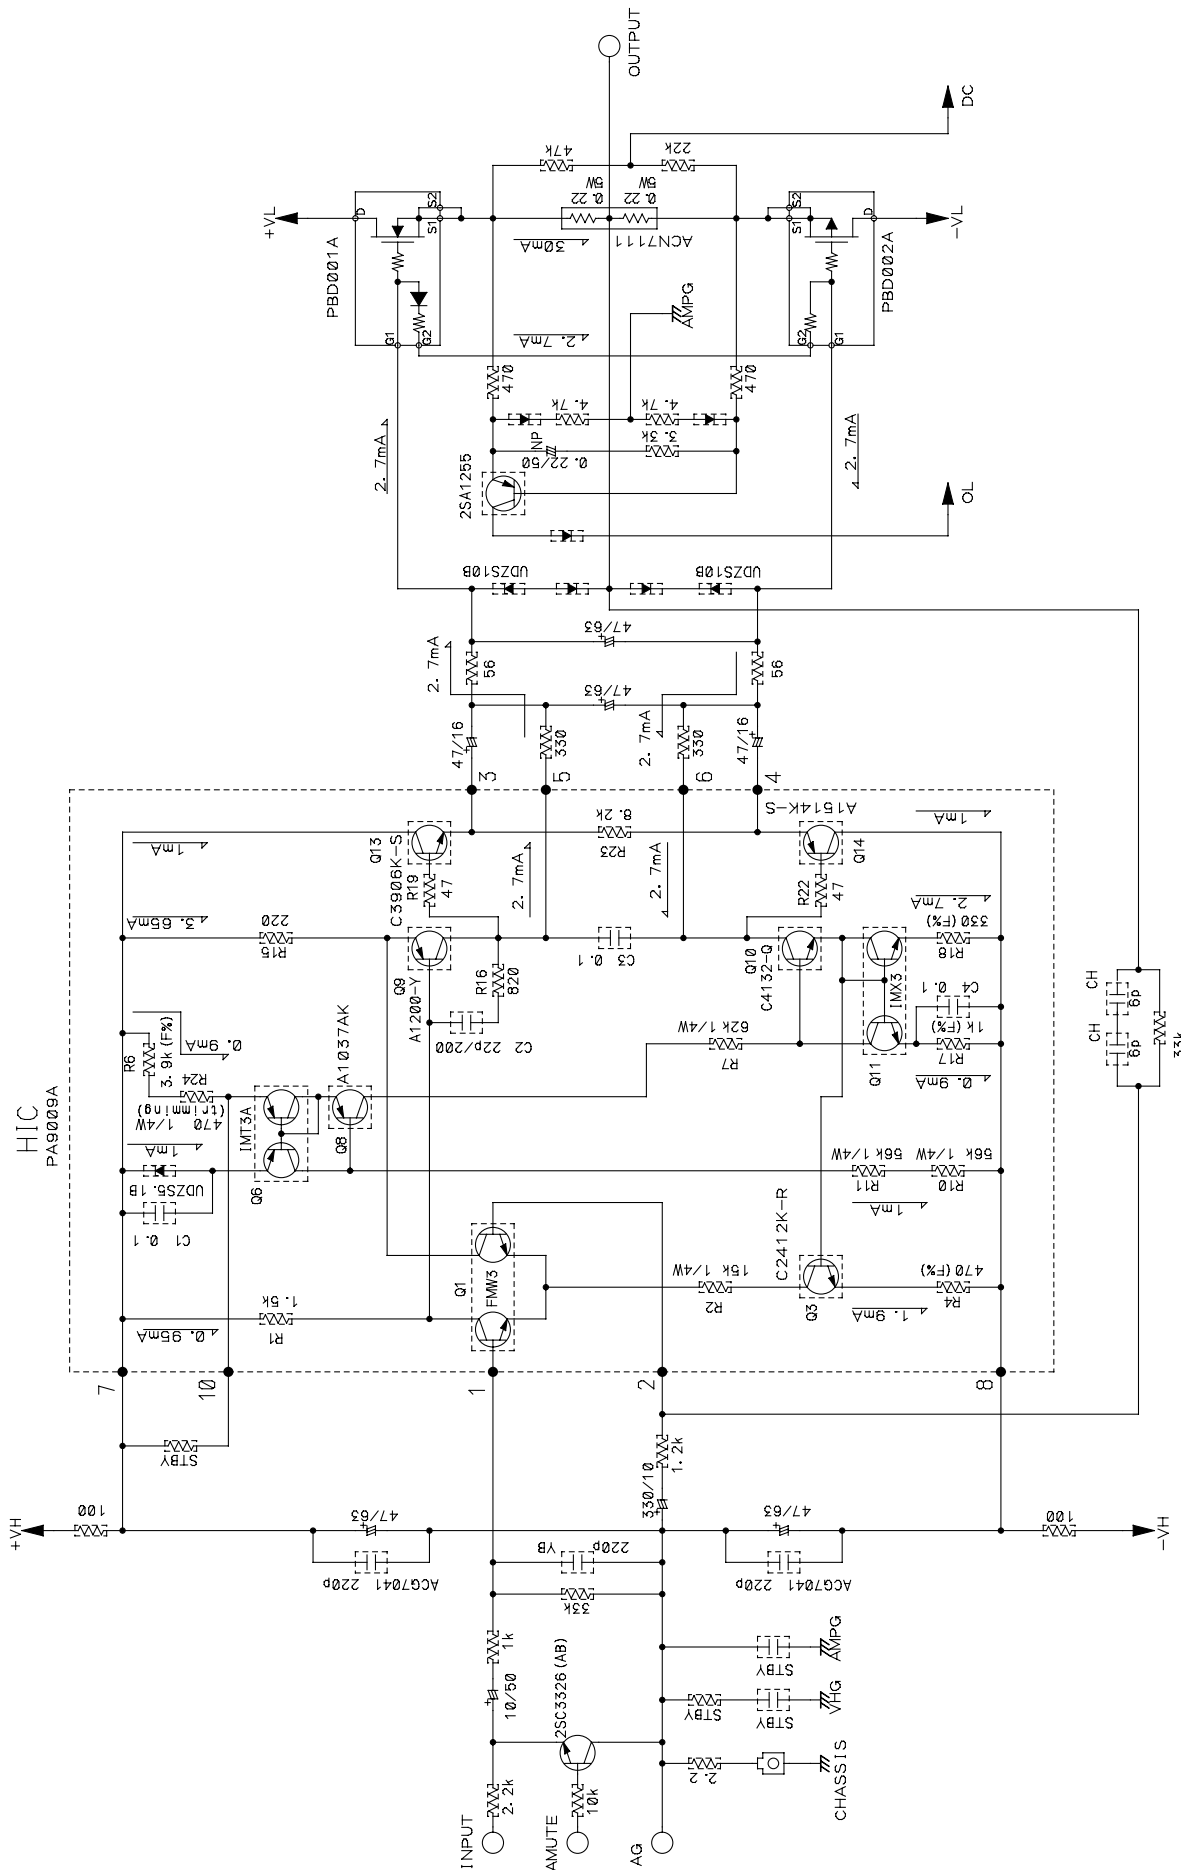 HIC
PA9009A
+VH
100
7
10
STBY
47/63
220p
ACG7041
INPUT
2.2k
10/50
1k
AMUTE
10k
2SC3326(AB)
33k
220p
YB
AG
330/10
1.2k
1
2
8
47/63
220p
ACG7041
100
-VH
2.2
CHASSIS
STBY
STBY
VHG
STBY
AMPG
C1 0.1
UDZS5.1B
1mA
470 1/4W
(trimming)
R24
R6
3.9k(F%)
0.9mA
3.65mA
1mA
0.95mA
R1
1.5k
Q6
IMT3A
Q8
A1037AK
R15
220
Q9
A1200-Y
C2 22p/200
R16
820
C3906K-S
R19
47
Q13
Q1
FMW3
R2
15k 1/4W
Q3
C2412K-R
1.9mA
R4
470(F%)
1mA
R11
56k 1/4W
R10
56k 1/4W
R7
62k 1/4W
Q10
C4132-Q
C3 0.1
2.7mA
2.7mA
R23
8.2k
Q11
IMX3
0.9mA
R17
1k(F%)
C4 0.1
R18
330(F%)
2.7mA
R22
47
Q14
A1514K-S
1mA
3
5
6
4
47/16
330
330
47/16
2.7mA
2.7mA
56
47/63
47/63
56
UDZS10B
UDZS10B
CH
6p
CH
6p
33k
2SA1255
0.22/50
NP
3.3k
4.7k
4.7k
470
470
AMPG
OL
2.7mA
2.7mA
2.7mA
30mA
PBD001A
G1
G2
D
S1
S2
+VL
0.22
5W
0.22
5W
ACN7111
47k
22k
PBD002A
G2
G1
S1
S2
D
-VL
DC
OUTPUT